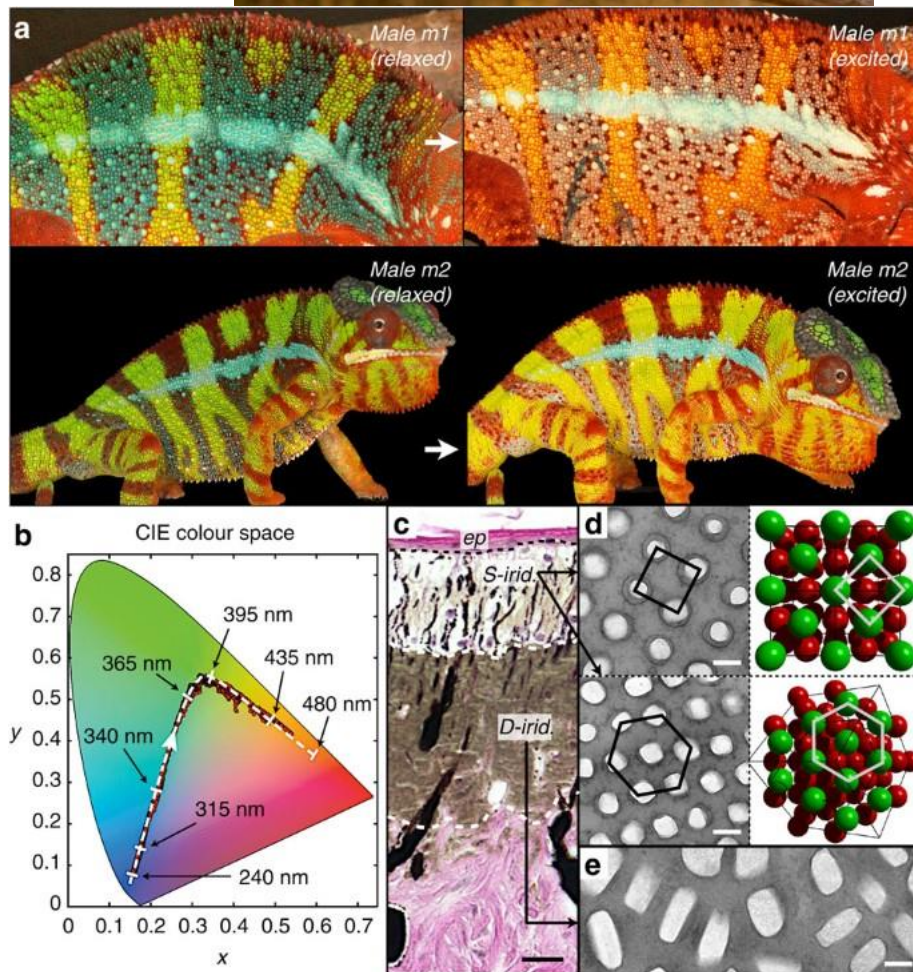 a
Male m1
(relaxed)
Male m1
(excited)
Male m2
(relaxed)
Male m2
(excited)
b
CIE colour space
0.8
0.7
0.6
0.5
y
0.4
0.3
0.2
0.1
0
0
0.1
0.2
0.3
0.4
0.5
0.6
0.7
x
395 nm
365 nm
435 nm
480 nm
340 nm
315 nm
240 nm
c
ep
S-irid.
D-irid.
d
e